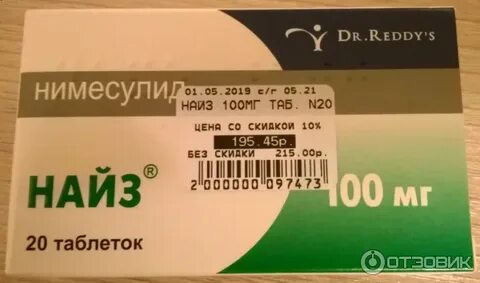 Dr.Reddy's
нимесулид
01.05.2019 с/г 05.21
НАЙЗ 100МГ ТАБ. N20
ЦЕНА СО СКИДКОЙ 10%
195.45р.
БЕЗ СКИДКИ 215.00р.
2 000000 097473
НАЙЗ®
100 мг
20 таблеток
ОТЗОВИК